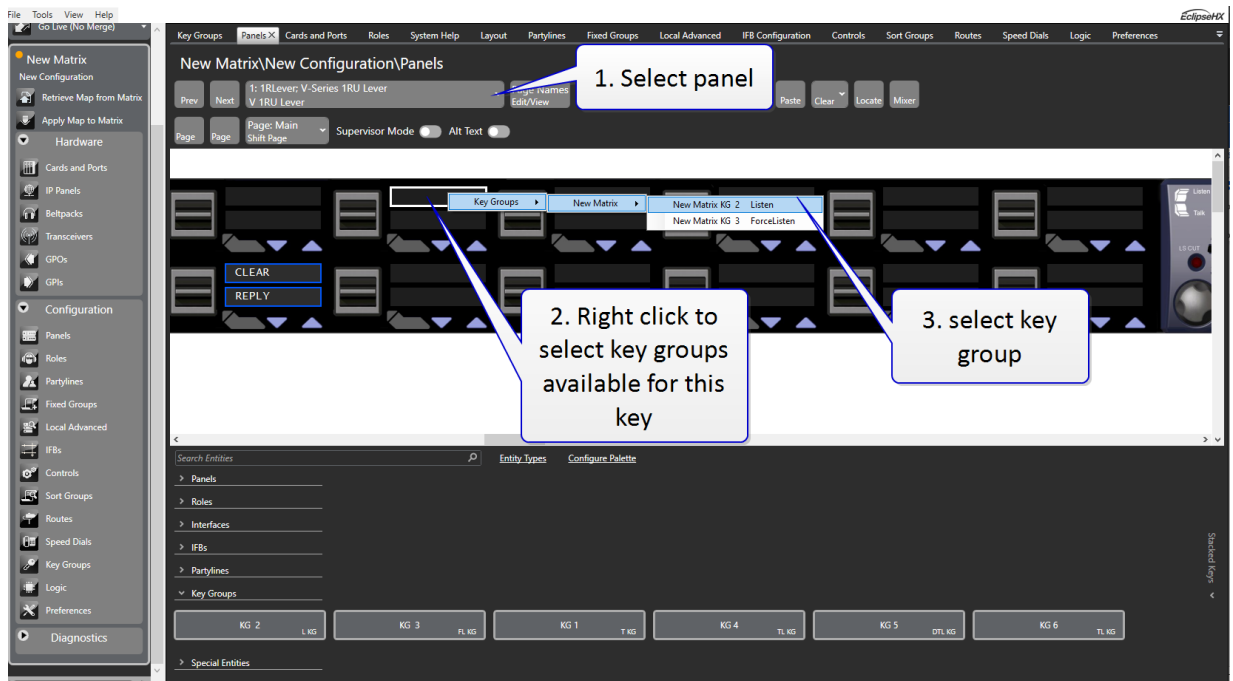 File Tools View Help
EclipseHX
Go Live (No Merge)
New Matrix
New Configuration
Retrieve Map from Matrix
Apply Map to Matrix
Hardware
Cards and Ports
IP Panels
Beltpacks
Transceivers
GPOs
GPIs
Configuration
Panels
Roles
Partylines
Fixed Groups
Local Advanced
IFBs
Controls
Sort Groups
Routes
Speed Dials
Key Groups
Logic
Preferences
Diagnostics
Key Groups Panels X Cards and Ports Roles System Help Layout Partylines Fixed Groups Local Advanced IFB Configuration Controls Sort Groups Routes Speed Dials Logic Preferences
New Matrix\New Configuration\Panels
Prev Next
1: 1RLever; V-Series 1RU Lever
V 1RU Lever
Names
Edit/View
Paste Clear Locate Mixer
Page Page
Page: Main
Shift Page
Supervisor Mode Alt Text
1. Select panel
Key Groups New Matrix
New Matrix KG 2 Listen
New Matrix KG 3 ForceListen
Listen
Talk
LS CUT
CLEAR
REPLY
2. Right click to
select key groups
available for this
key
3. select key
group
Search Entities Entity Types Configure Palette
Panels
Roles
Interfaces
IFBs
Partylines
Key Groups
KG 2 L KG
KG 3 FL KG
KG 1 T KG
KG 4 TL KG
KG 5 DTL KG
KG 6 TL KG
Special Entities
Stacked Keys